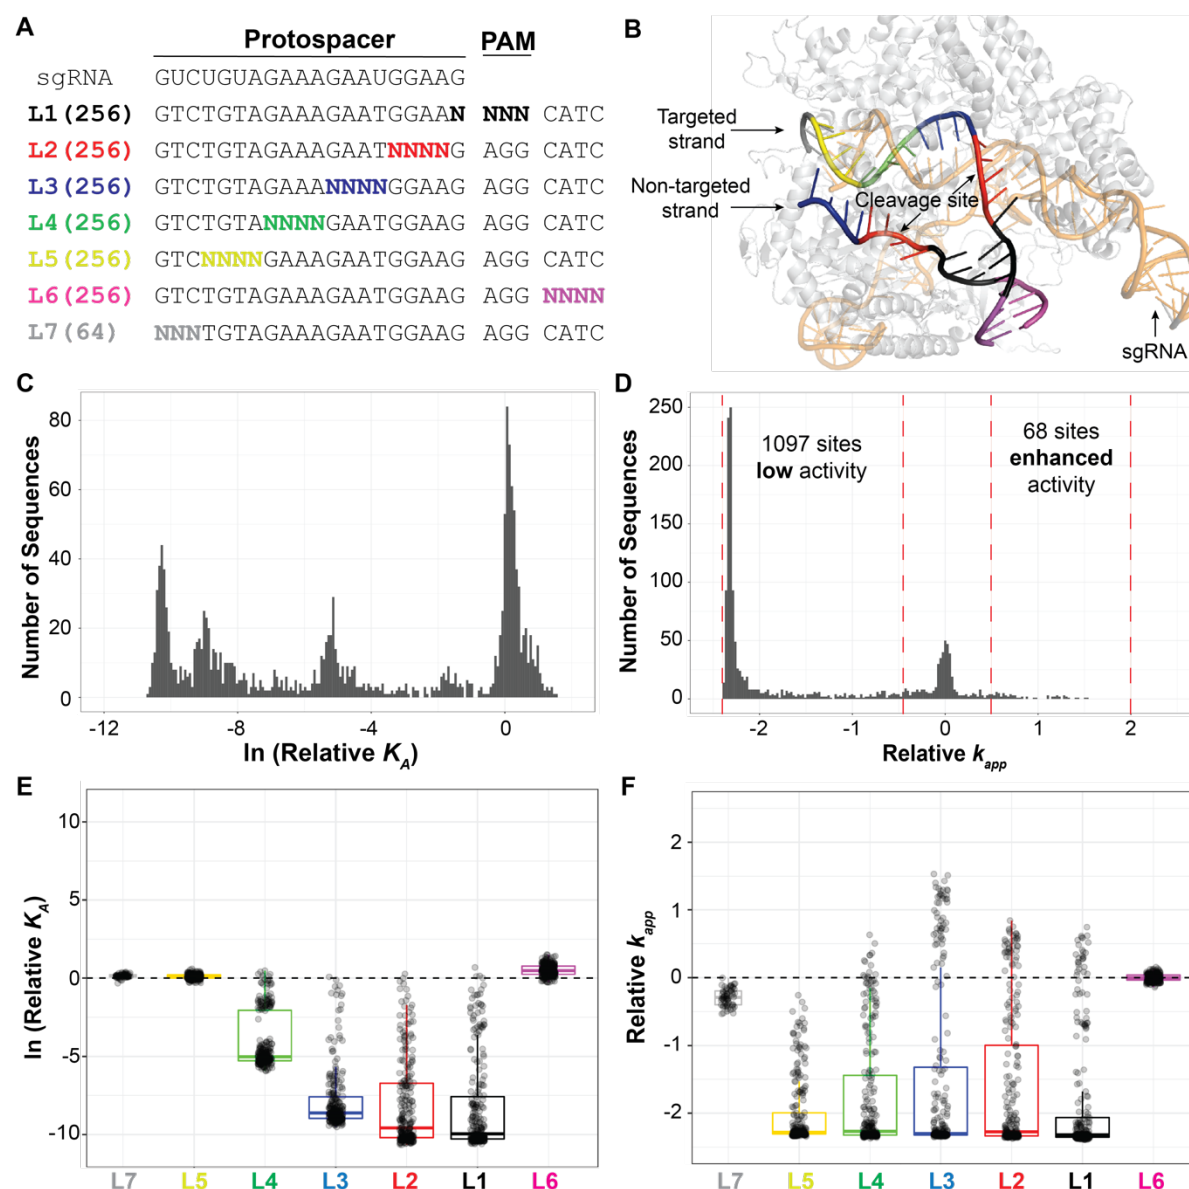 A
Protospacer PAM
sgRNA GUCUGUAGAAAGAAUGGAAG
L1(256) GTCTGTAGAAAGAATGGAAN NNN CATC
L2(256) GTCTGTAGAAAGAATNNNNG AGG CATC
L3(256) GTCTGTAGAAANNNNGGAAG AGG CATC
L4(256) GTCTGTANNNNGAATGGAAG AGG CATC
L5(256) GTCNNNNGAAAGAATGGAAG AGG CATC
L6(256) GTCTGTAGAAAGAATGGAAG AGG NNNN
L7(64) NNNTGTAGAAAGAATGGAAG AGG CATC
B
Targeted
strand
Non-targeted
strand
Cleavage site
sgRNA
C
Number of Sequences
80
60
40
20
0
-12 -8 -4 0
ln (Relative KA)
D
Number of Sequences
250
200
150
100
50
0
1097 sites
low activity
68 sites
enhanced
activity
-2 -1 0 1 2
Relative kapp
E
ln (Relative KA)
10
5
0
-5
-10
L7 L5 L4 L3 L2 L1 L6
F
Relative kapp
2
1
0
-1
-2
L7 L5 L4 L3 L2 L1 L6